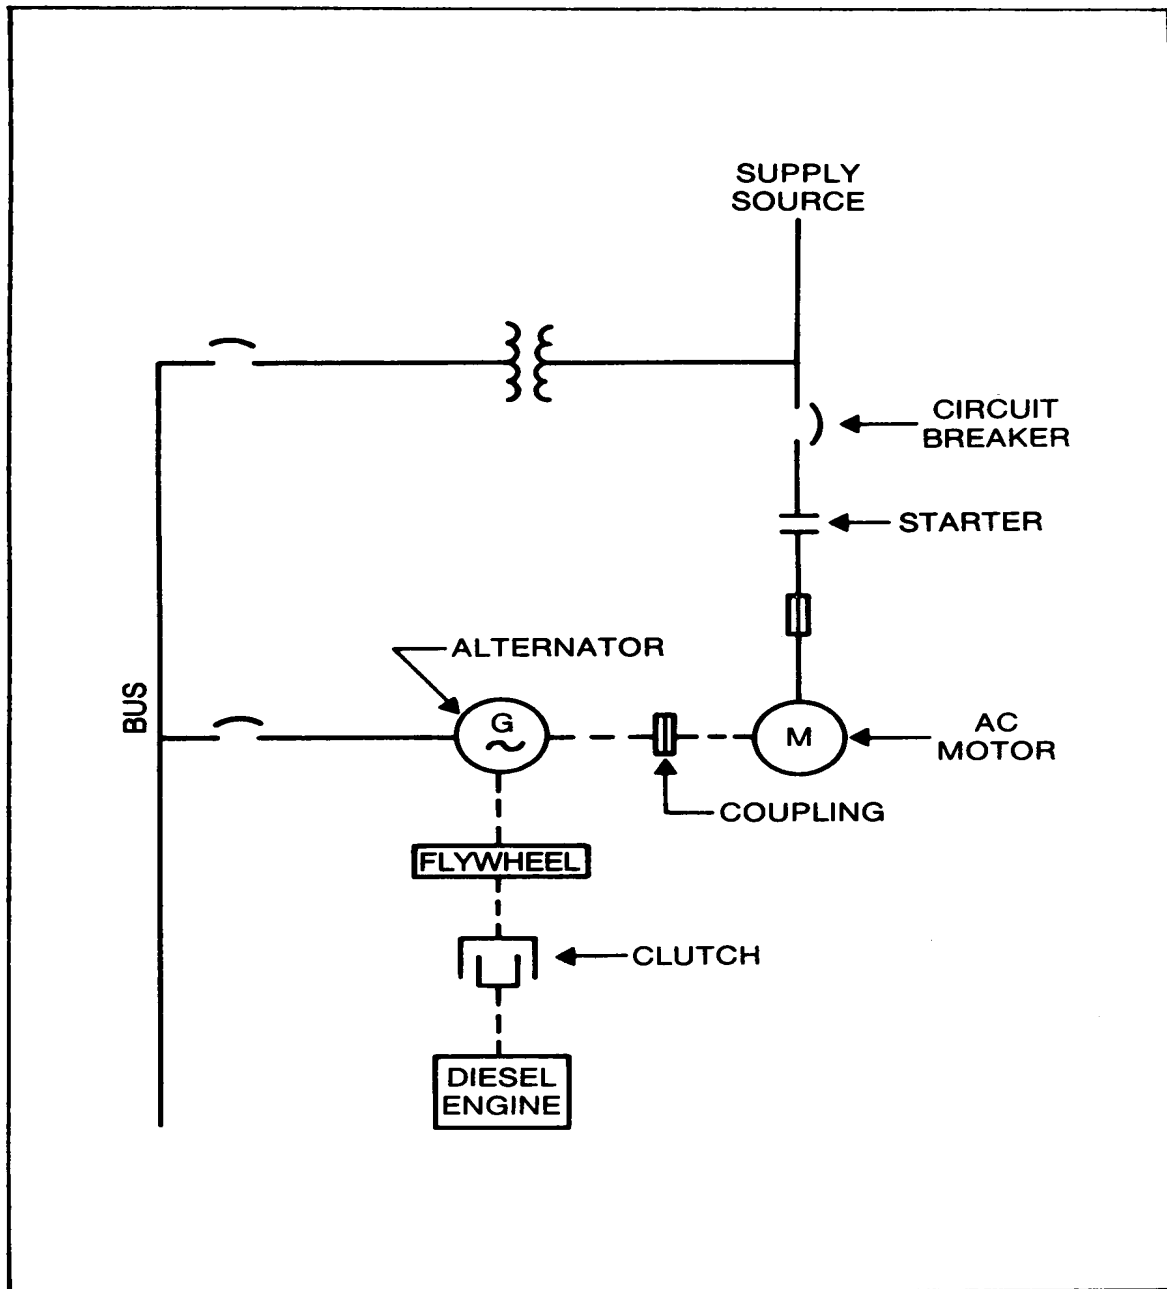 SUPPLY
SOURCE
CIRCUIT
BREAKER
STARTER
ALTERNATOR
BUS
G
M
AC
MOTOR
COUPLING
FLYWHEEL
CLUTCH
DIESEL
ENGINE